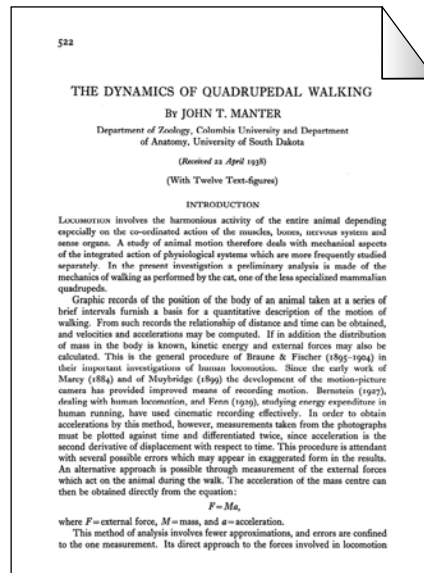 522
THE DYNAMICS OF QUADRUPEDAL WALKING
BY JOHN T. MANTER
Department of Zoology, Columbia University and Department
of Anatomy, University of South Dakota
(Received 22 April 1938)
(With Twelve Text-figures)
INTRODUCTION
LOCOMOTION involves the harmonious activity of the entire animal depending
especially on the co-ordinated action of the muscles, bones, nervous system and
sense organs. A study of animal motion therefore deals with mechanical aspects
of the integrated action of physiological systems which are more frequently studied
separately. In the present investigation a preliminary analysis is made of the
mechanics of walking as performed by the cat, one of the less specialized mammalian
quadrupeds.
Graphic records of the position of the body of an animal taken at a series of
brief intervals furnish a basis for a quantitative description of the motion of
walking. From such records the relationship of distance and time can be obtained,
and velocities and accelerations may be computed. If in addition the distribution
of mass in the body is known, kinetic energy and external forces may also be
calculated. This is the general procedure of Braune & Fischer (1895-1904) in
their important investigations of human locomotion. Since the early work of
Marey (1884) and of Muybridge (1899) the development of the motion-picture
camera has provided improved means of recording motion. Bernstein (1927),
dealing with human locomotion, and Fenn (1929), studying energy expenditure in
human running, have used cinematic recording effectively. In order to obtain
accelerations by this method, however, measurements taken from the photographs
must be plotted against time and differentiated twice, since acceleration is the
second derivative of displacement with respect to time. This procedure is attendant
with several possible errors which may appear in exaggerated form in the results.
An alternative approach is possible through measurement of the external forces
which act on the animal during the walk. The acceleration of the mass centre can
then be obtained directly from the equation:
F=Ma,
where F=external force, M=mass, and a=acceleration.
This method of analysis involves fewer approximations, and errors are confined
to the one measurement. Its direct approach to the forces involved in locomotion